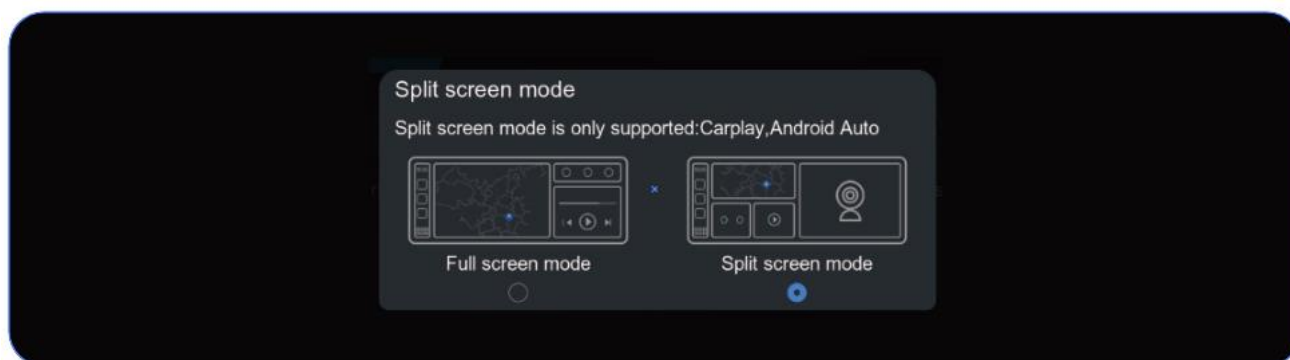 Split screen mode
Split screen mode is only supported:Carplay,Android Auto
Full screen mode
Split screen mode